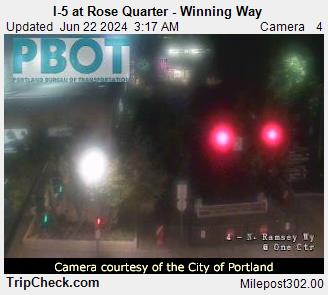 I-5 at Rose Quarter - Winning Way
Updated Jun 22 2024 3:17 AM Camera 4
PBOT
PORTLAND BUREAU OF TRANSPORTATION
4 - N. Ramsey Wy
@ One Ctr
Camera courtesy of the City of Portland
TripCheck.com Milepost302.00